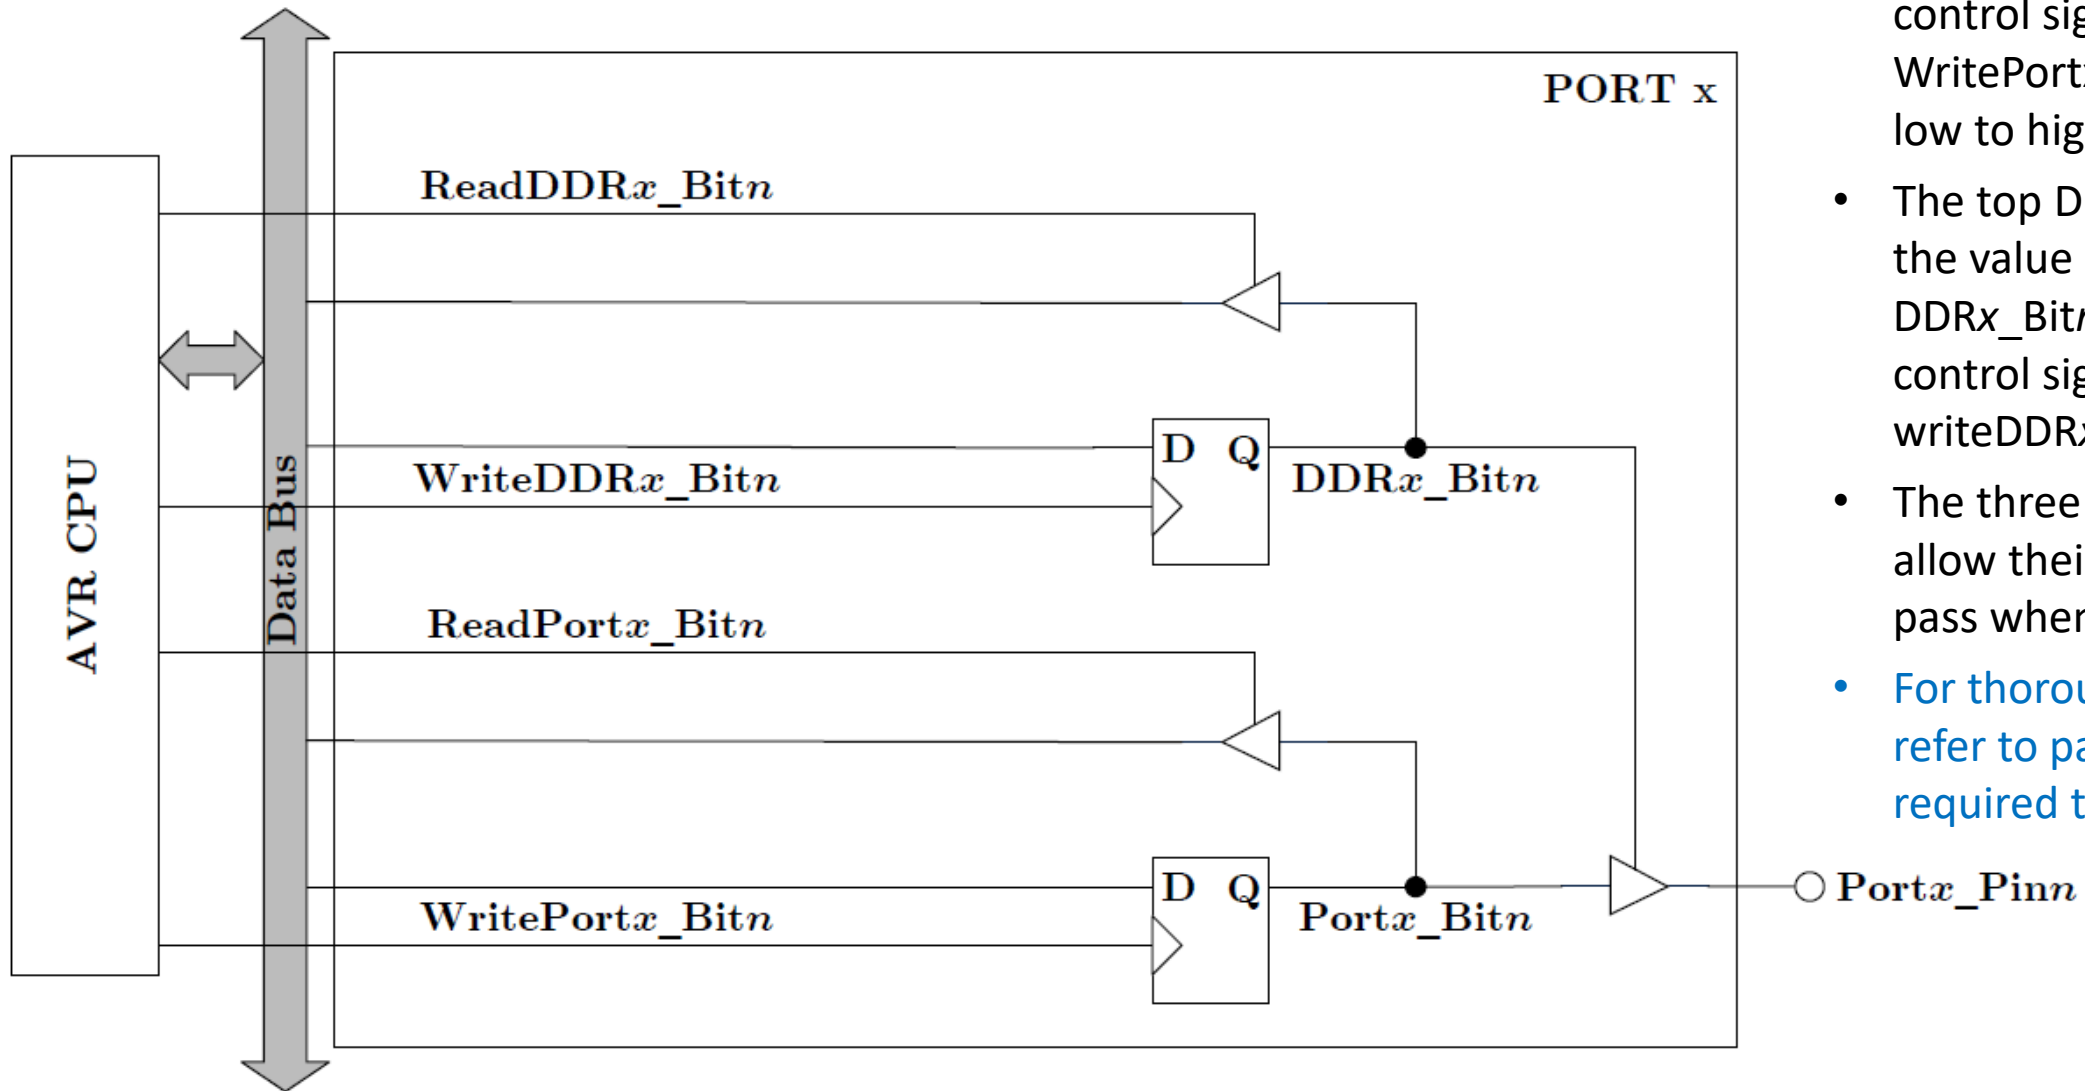 PORT x
AVR CPU
Data Bus
ReadDDRx_Bitn
D Q
WriteDDRx_Bitn
DDRx_Bitn
ReadPortx_Bitn
D Q
WritePortx_Bitn
Portx_Bitn
Portx_Pinn
control sig
WritePort
low to hig
• The top D
the value
DDRx_Bit
control sig
writeDDR
• The three
allow thei
pass when
• For thorou
refer to pa
required t